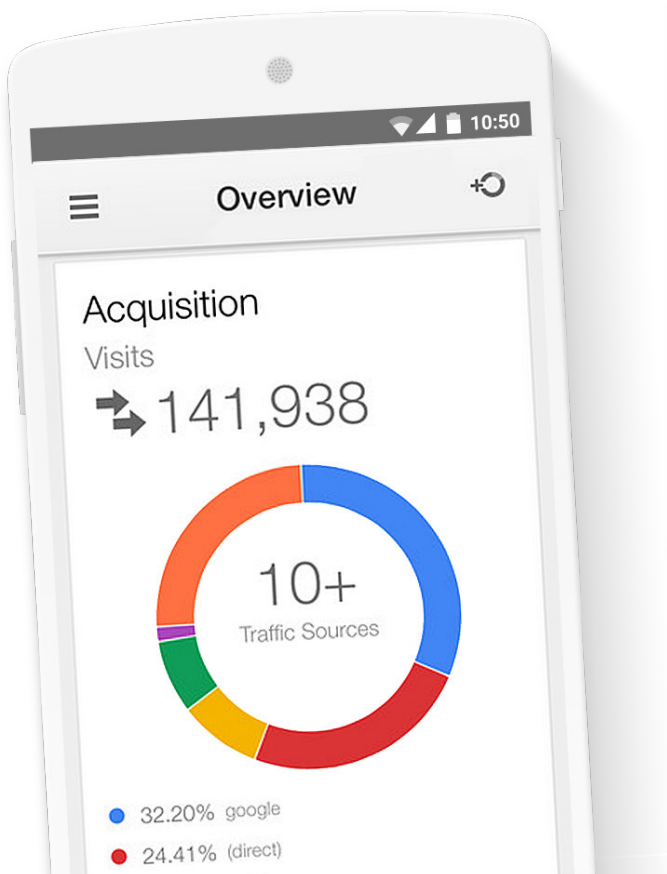 10:50
Overview
Acquisition
Visits
141,938
10+
Traffic Sources
32.20% google
24.41% (direct)